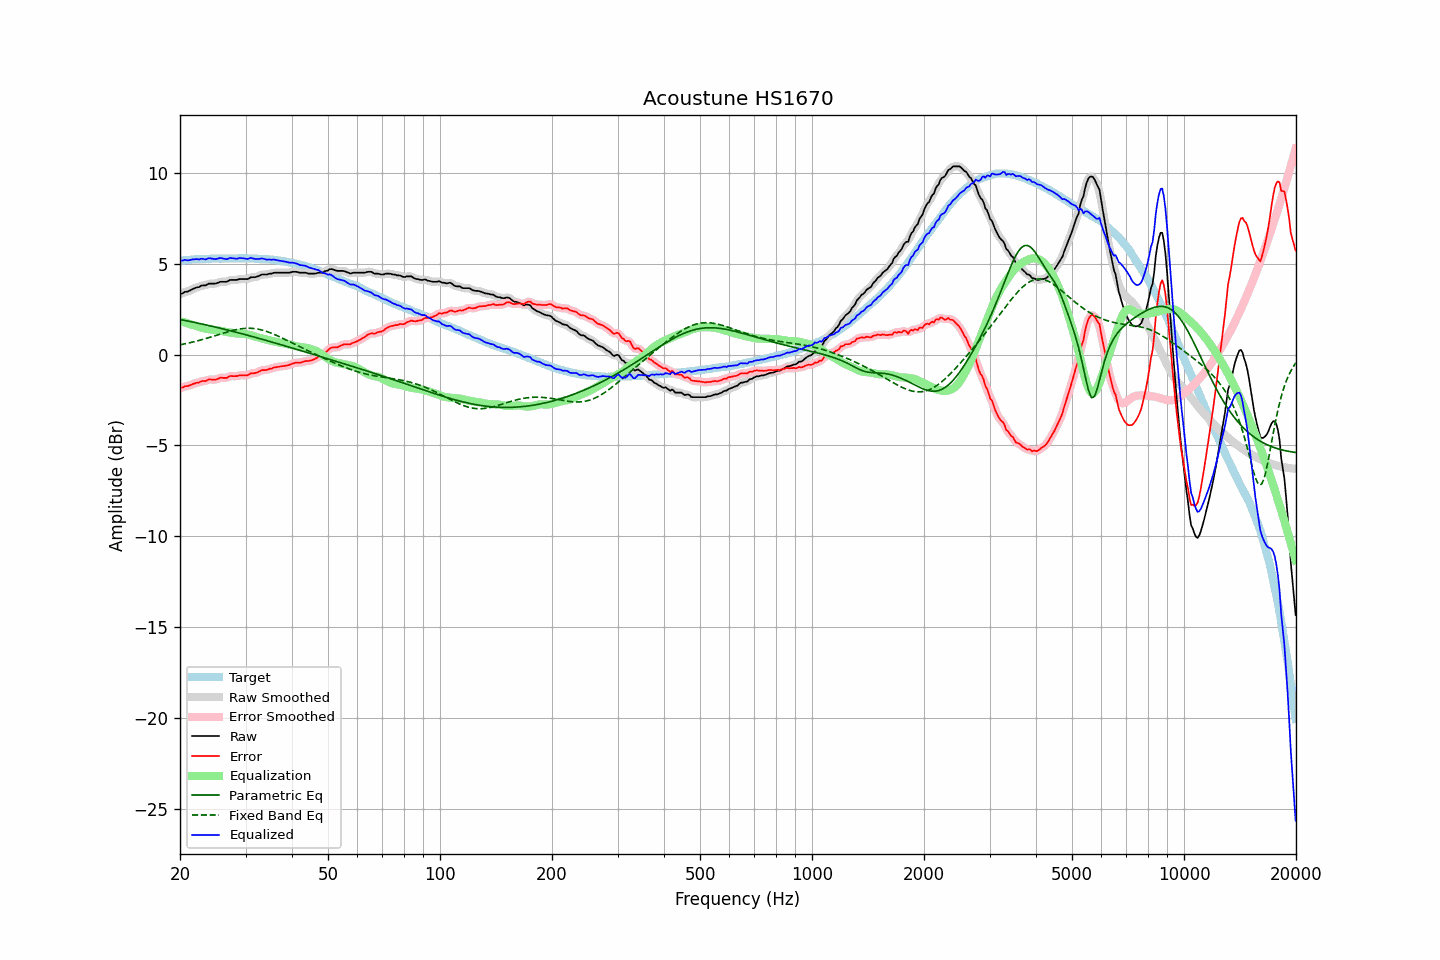 Acoustune HS1670
Amplitude (dBr)
10
5
0
−5
−10
−15
−20
−25
Target
Raw Smoothed
Error Smoothed
Raw
Error
Equalization
Parametric Eq
Fixed Band Eq
Equalized
20 50 100 200 500 1000 2000 5000 10000 20000
Frequency (Hz)